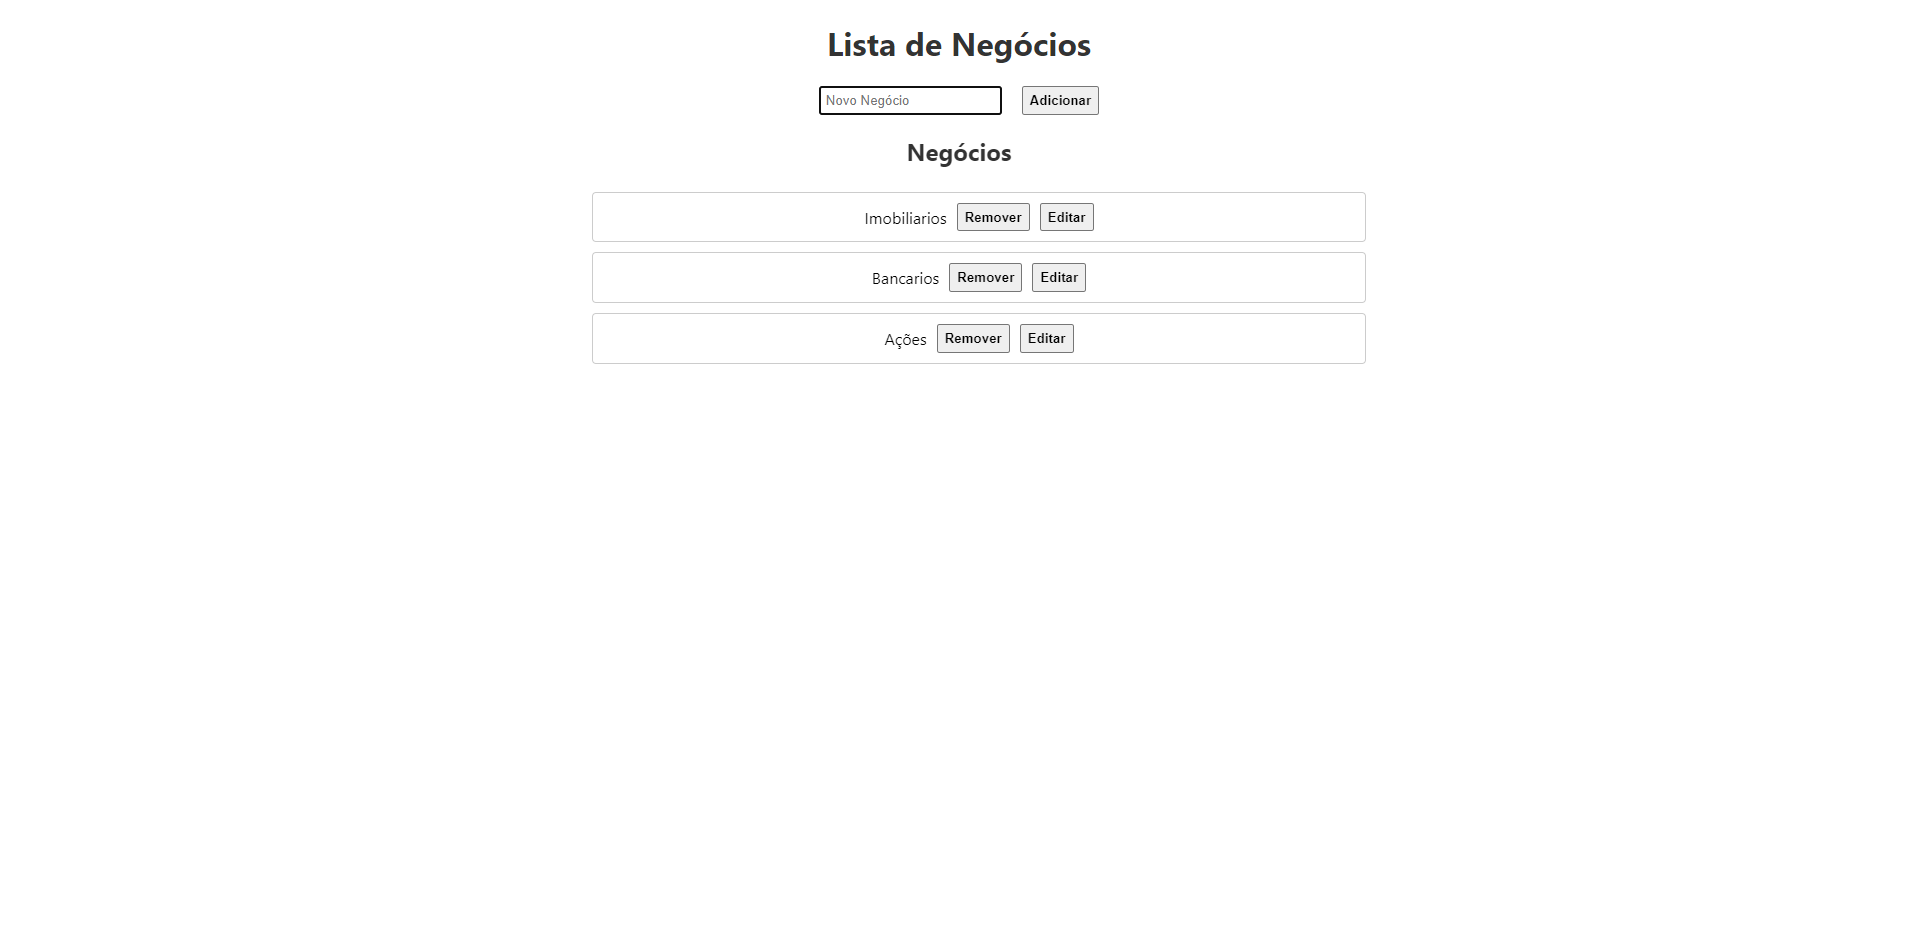 Lista de Negócios
Novo Negócio Adicionar
Negócios
Imobiliarios Remover Editar
Bancarios Remover Editar
Ações Remover Editar